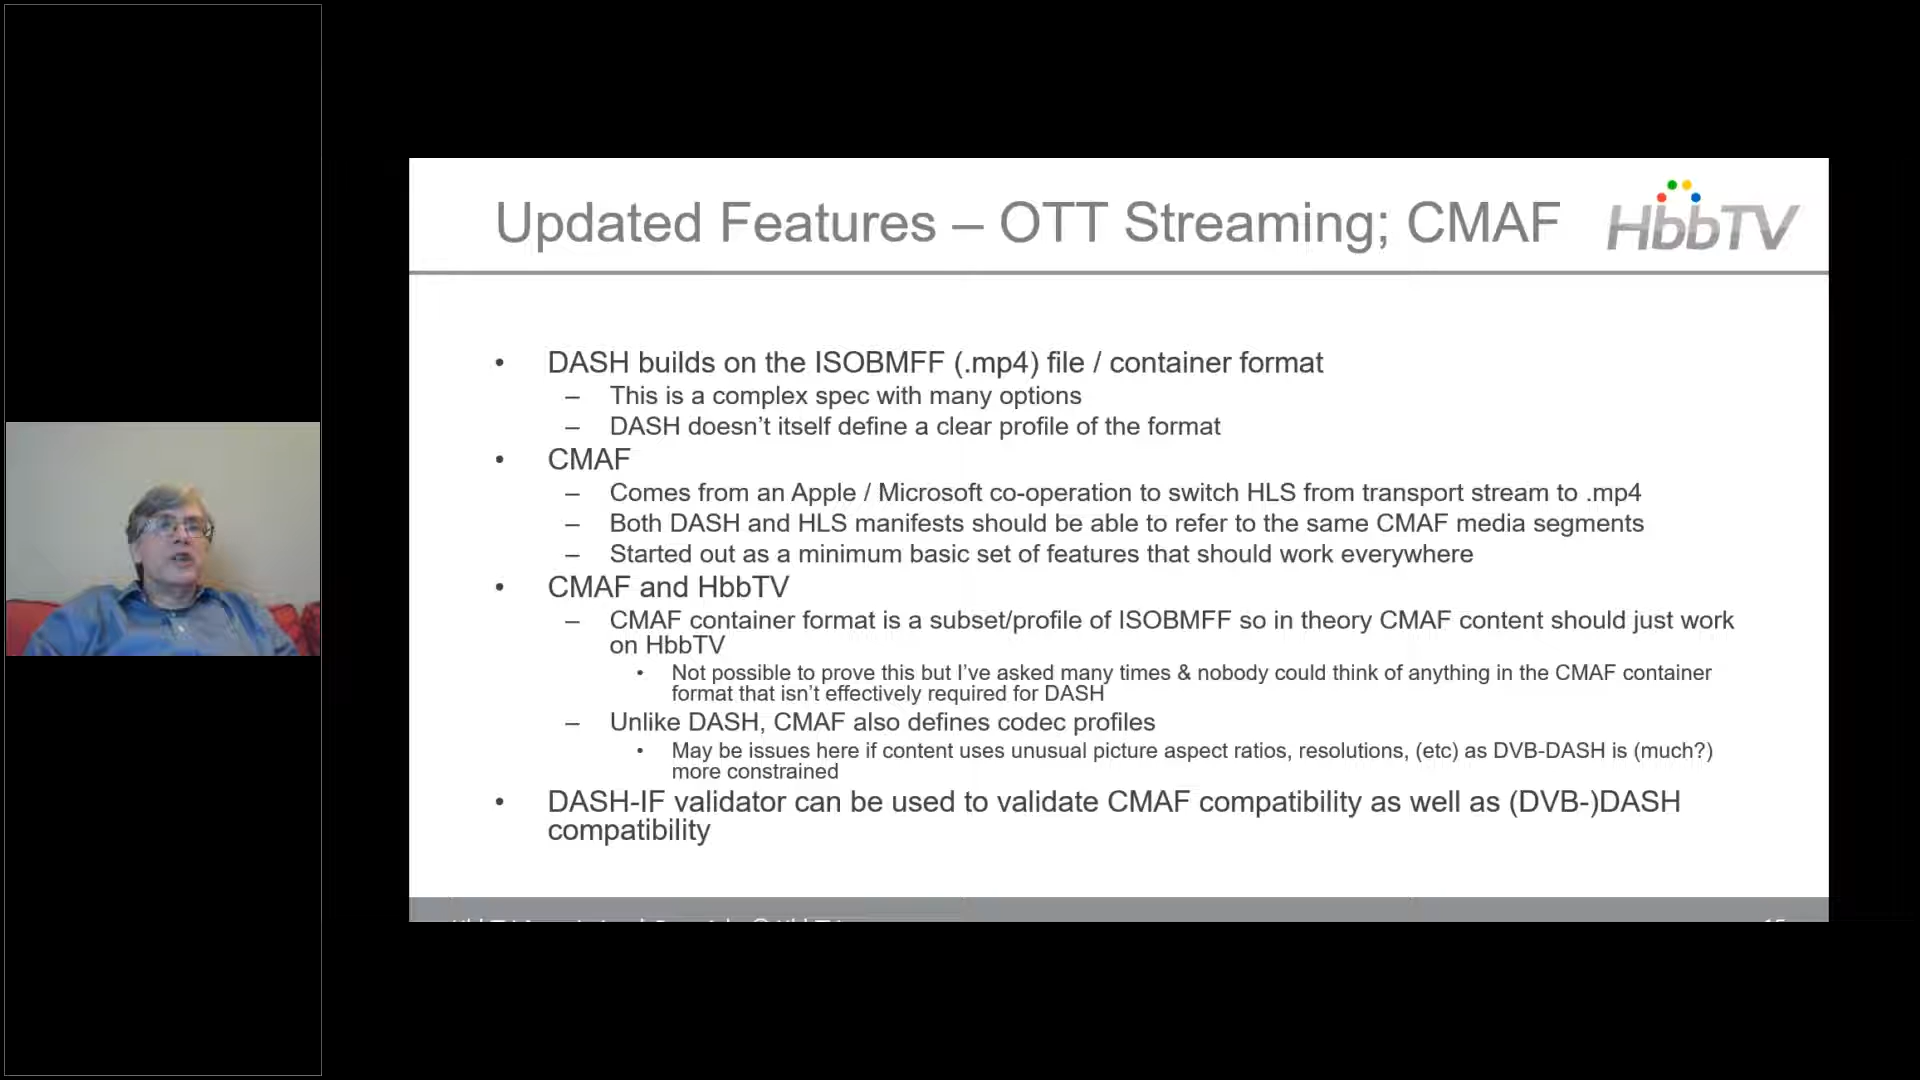 Updated Features – OTT Streaming; CMAF
HbbTV
• DASH builds on the ISOBMFF (.mp4) file / container format
– This is a complex spec with many options
– DASH doesn't itself define a clear profile of the format
• CMAF
– Comes from an Apple / Microsoft co-operation to switch HLS from transport stream to .mp4
– Both DASH and HLS manifests should be able to refer to the same CMAF media segments
– Started out as a minimum basic set of features that should work everywhere
• CMAF and HbbTV
– CMAF container format is a subset/profile of ISOBMFF so in theory CMAF content should just work
on HbbTV
• Not possible to prove this but I've asked many times & nobody could think of anything in the CMAF container
format that isn't effectively required for DASH
– Unlike DASH, CMAF also defines codec profiles
• May be issues here if content uses unusual picture aspect ratios, resolutions, (etc) as DVB-DASH is (much?)
more constrained
• DASH-IF validator can be used to validate CMAF compatibility as well as (DVB-)DASH
compatibility